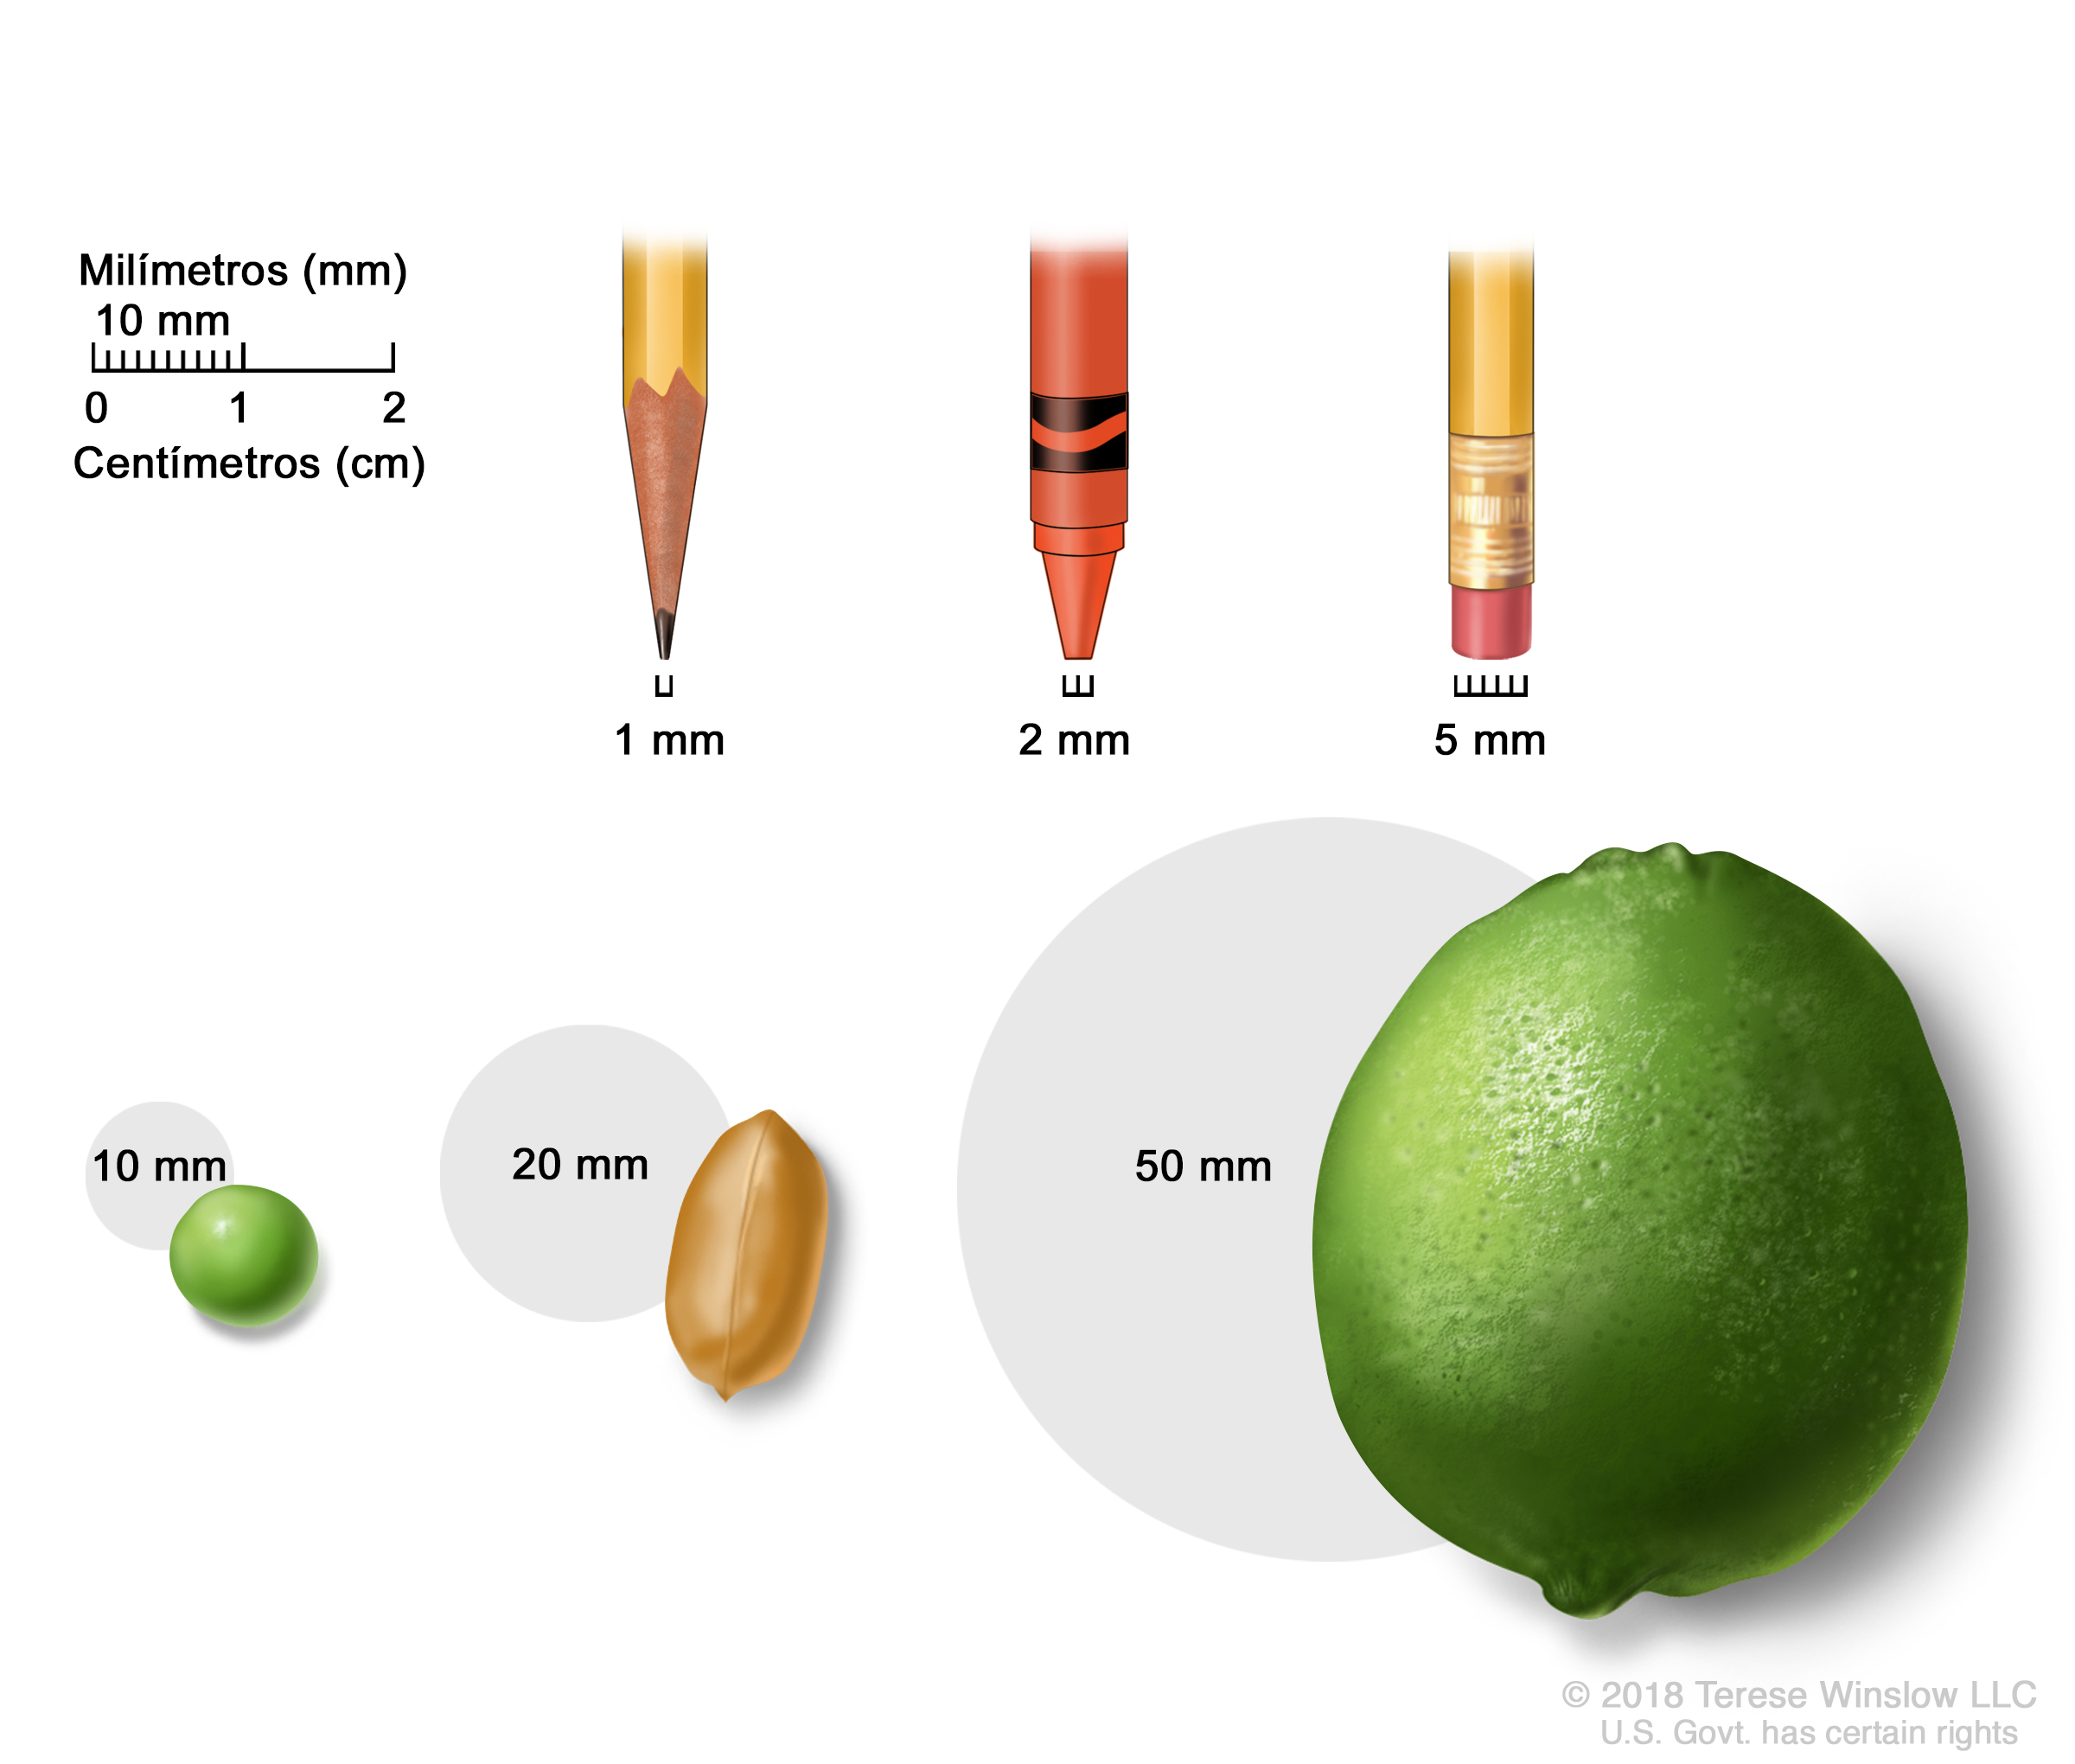 Milímetros (mm)
10 mm
0 1 2
Centímetros (cm)
1 mm
2 mm
5 mm
10 mm
20 mm
50 mm
© 2018 Terese Winslow LLC
U.S. Govt. has certain rights